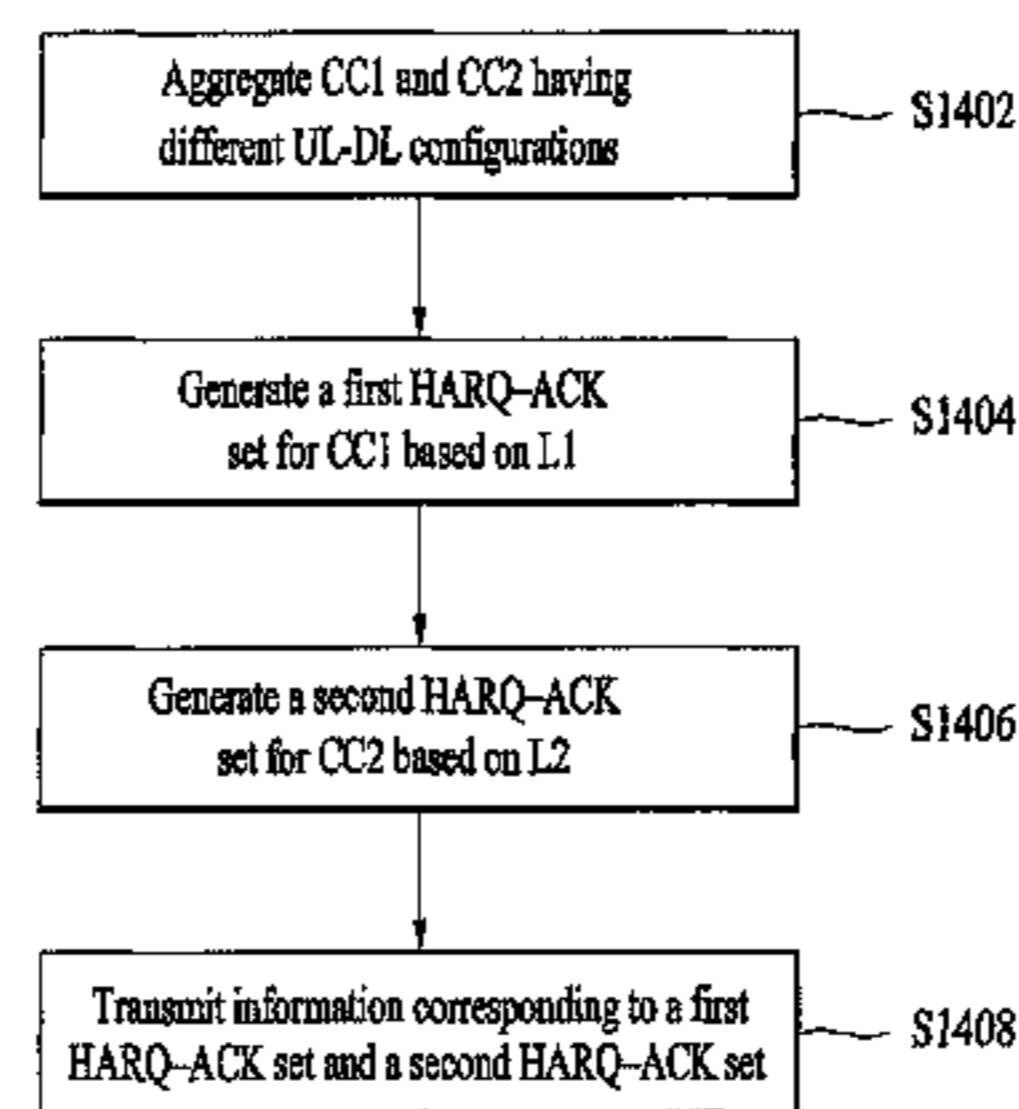 Aggregate CC1 and CC2 having
different UL-DL configurations
S1402
Generate a first HARQ-ACK
set for CC1 based on L1
S1404
Generate a second HARQ-ACK
set for CC2 based on L2
S1406
Transmit information corresponding to a first
HARQ-ACK set and a second HARQ-ACK set
S1408